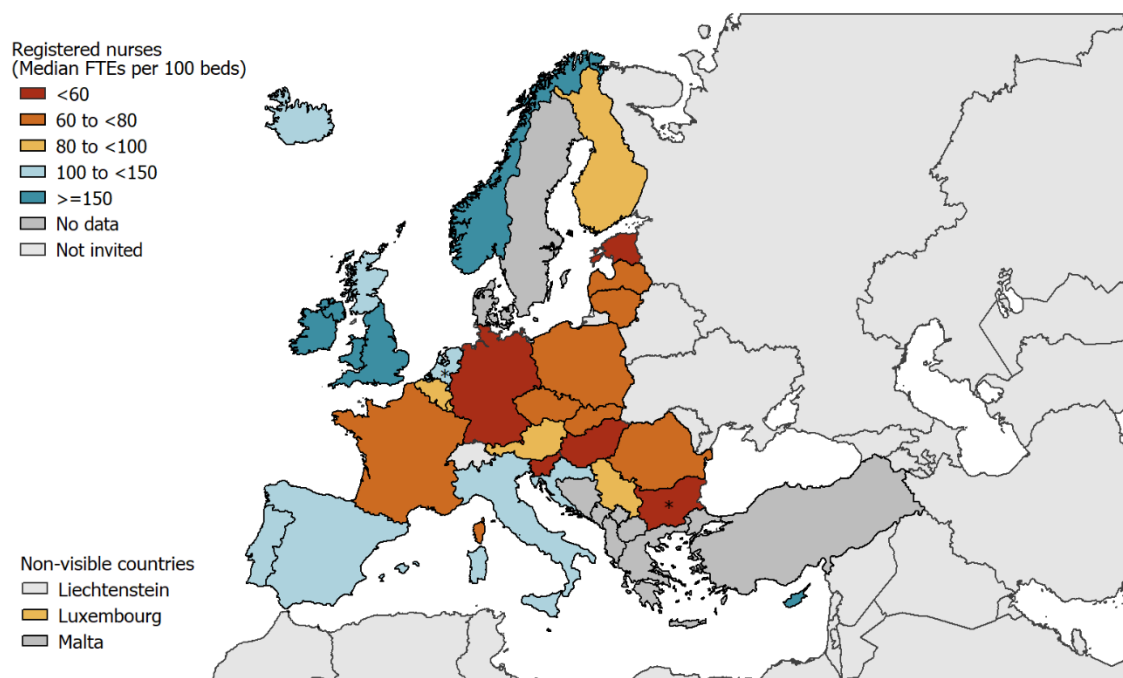 Registered nurses
(Median FTEs per 100 beds)
<60
60 to <80
80 to <100
100 to <150
>=150
No data
Not invited
*
*
Non-visible countries
Liechtenstein
Luxembourg
Malta